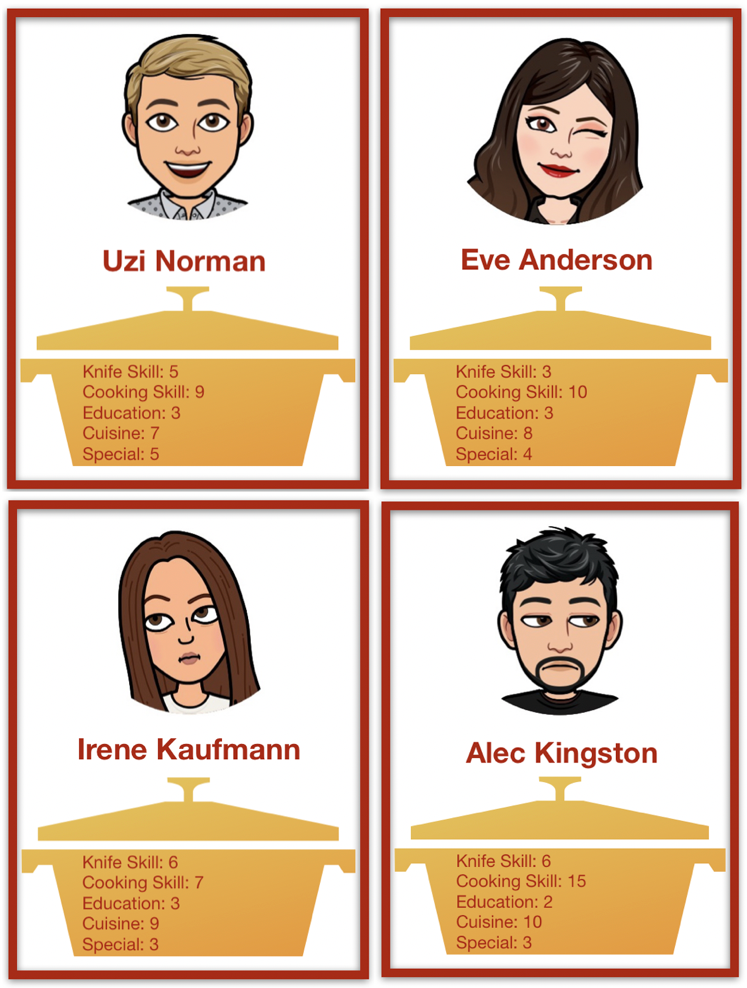 Uzi Norman
Knife Skill: 5
Cooking Skill: 9
Education: 3
Cuisine: 7
Special: 5
Eve Anderson
Knife Skill: 3
Cooking Skill: 10
Education: 3
Cuisine: 8
Special: 4
Irene Kaufmann
Knife Skill: 6
Cooking Skill: 7
Education: 3
Cuisine: 9
Special: 3
Alec Kingston
Knife Skill: 6
Cooking Skill: 15
Education: 2
Cuisine: 10
Special: 3